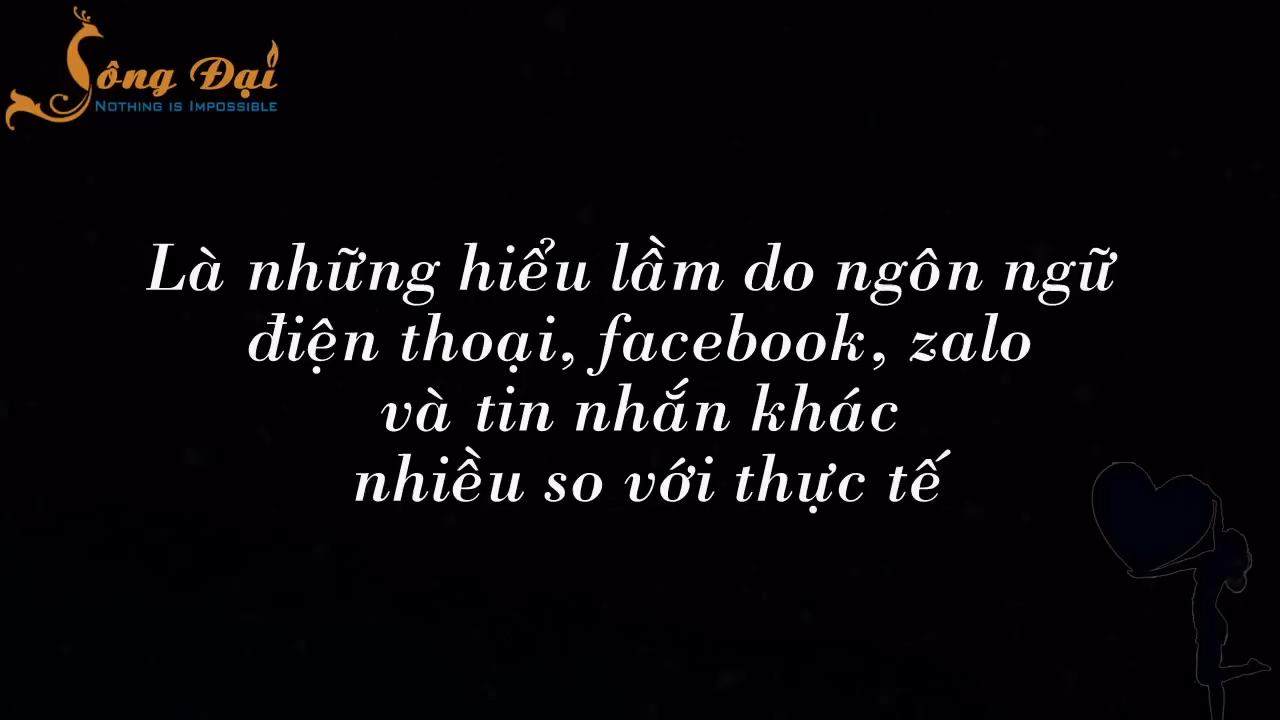 Sông Đại
NOTHING IS IMPOSSIBLE
Là những hiểu lầm do ngôn ngữ
điện thoại, facebook, zalo
và tin nhắn khác
nhiều so với thực tế